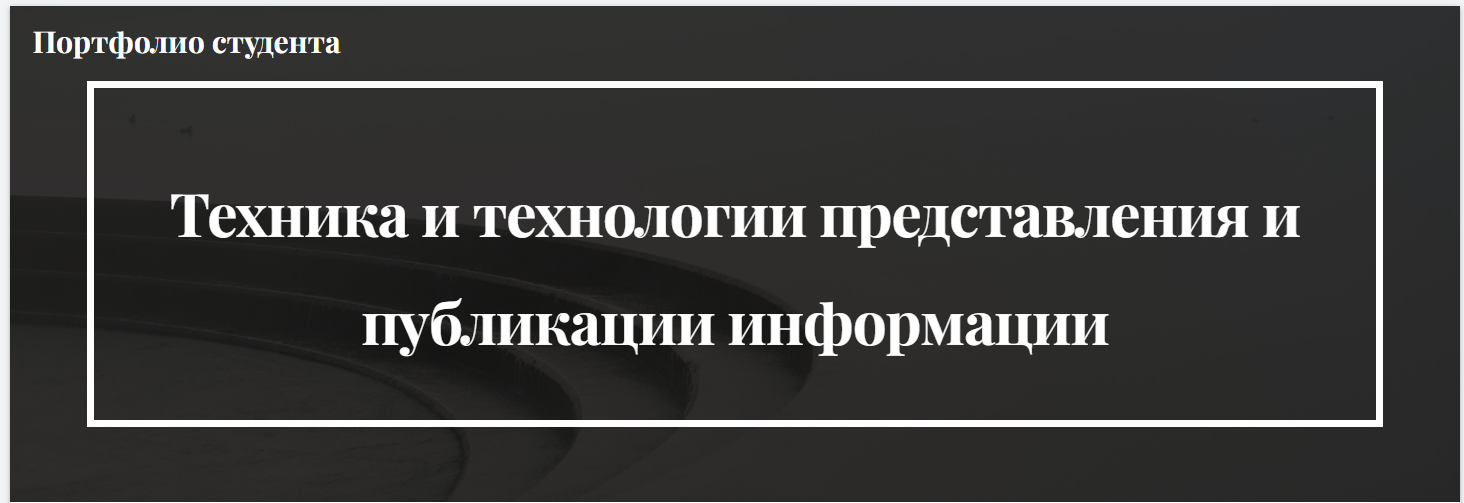 Портфолио студента
Техника и технологии представления и
публикации информации